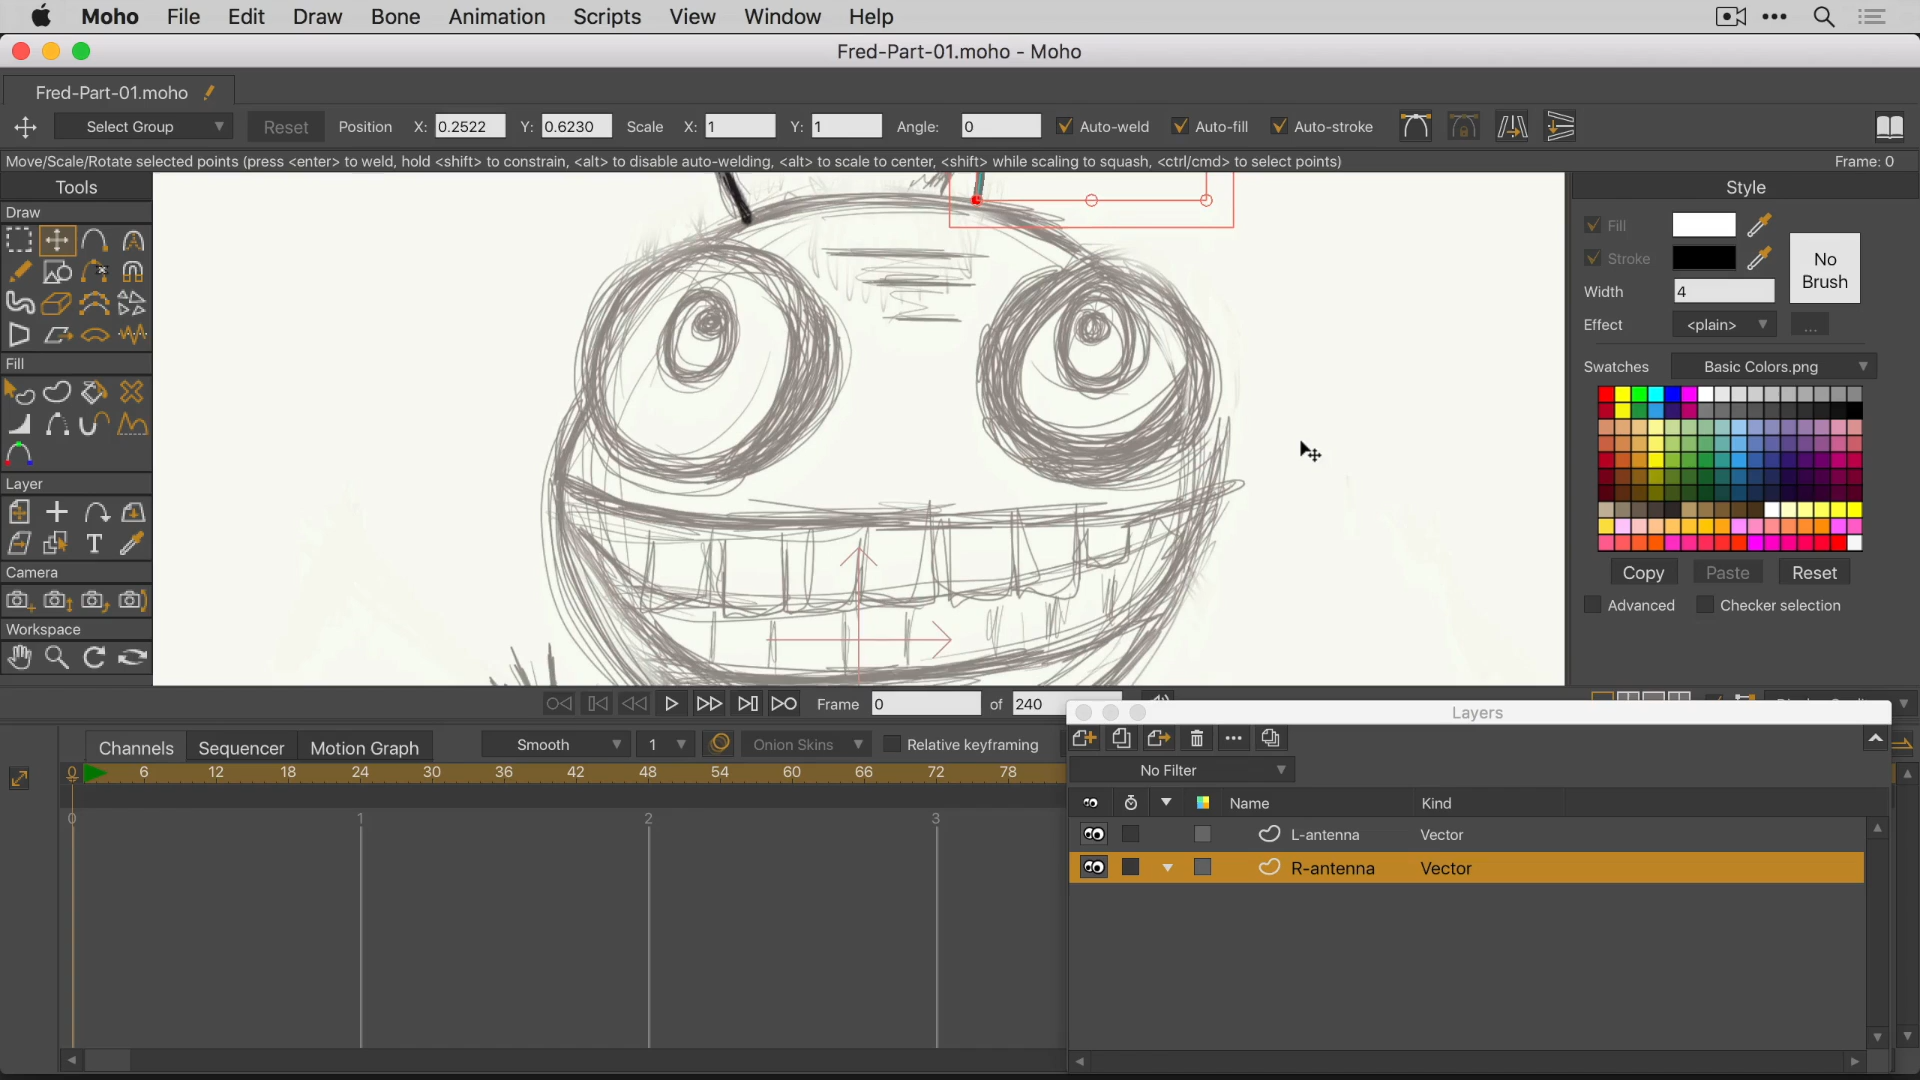 Moho File Edit Draw Bone Animation Scripts View Window Help
Fred-Part-01.moho - Moho
Fred-Part-01.moho
Select Group Reset Position X: 0.2522 Y: 0.6230 Scale X: 1 Y: 1 Angle: 0 Auto-weld Auto-fill Auto-stroke
Move/Scale/Rotate selected points (press <enter> to weld, hold <shift> to constrain, <alt> to disable auto-welding, <alt> to scale to center, <shift> while scaling to squash, <ctrl/cmd> to select points) Frame: 0
Tools
Draw
Fill
Layer
Camera
Workspace
Style
Fill
Stroke
No
Brush
Width 4
Effect <plain> ...
Swatches Basic Colors.png
Copy Paste Reset
Advanced Checker selection
Frame 0 of 240
Channels Sequencer Motion Graph Smooth 1 Onion Skins Relative keyframing
0 6 12 18 24 30 36 42 48 54 60 66 72 78
0 1 2 3
Layers
No Filter
Name Kind
L-antenna Vector
R-antenna Vector